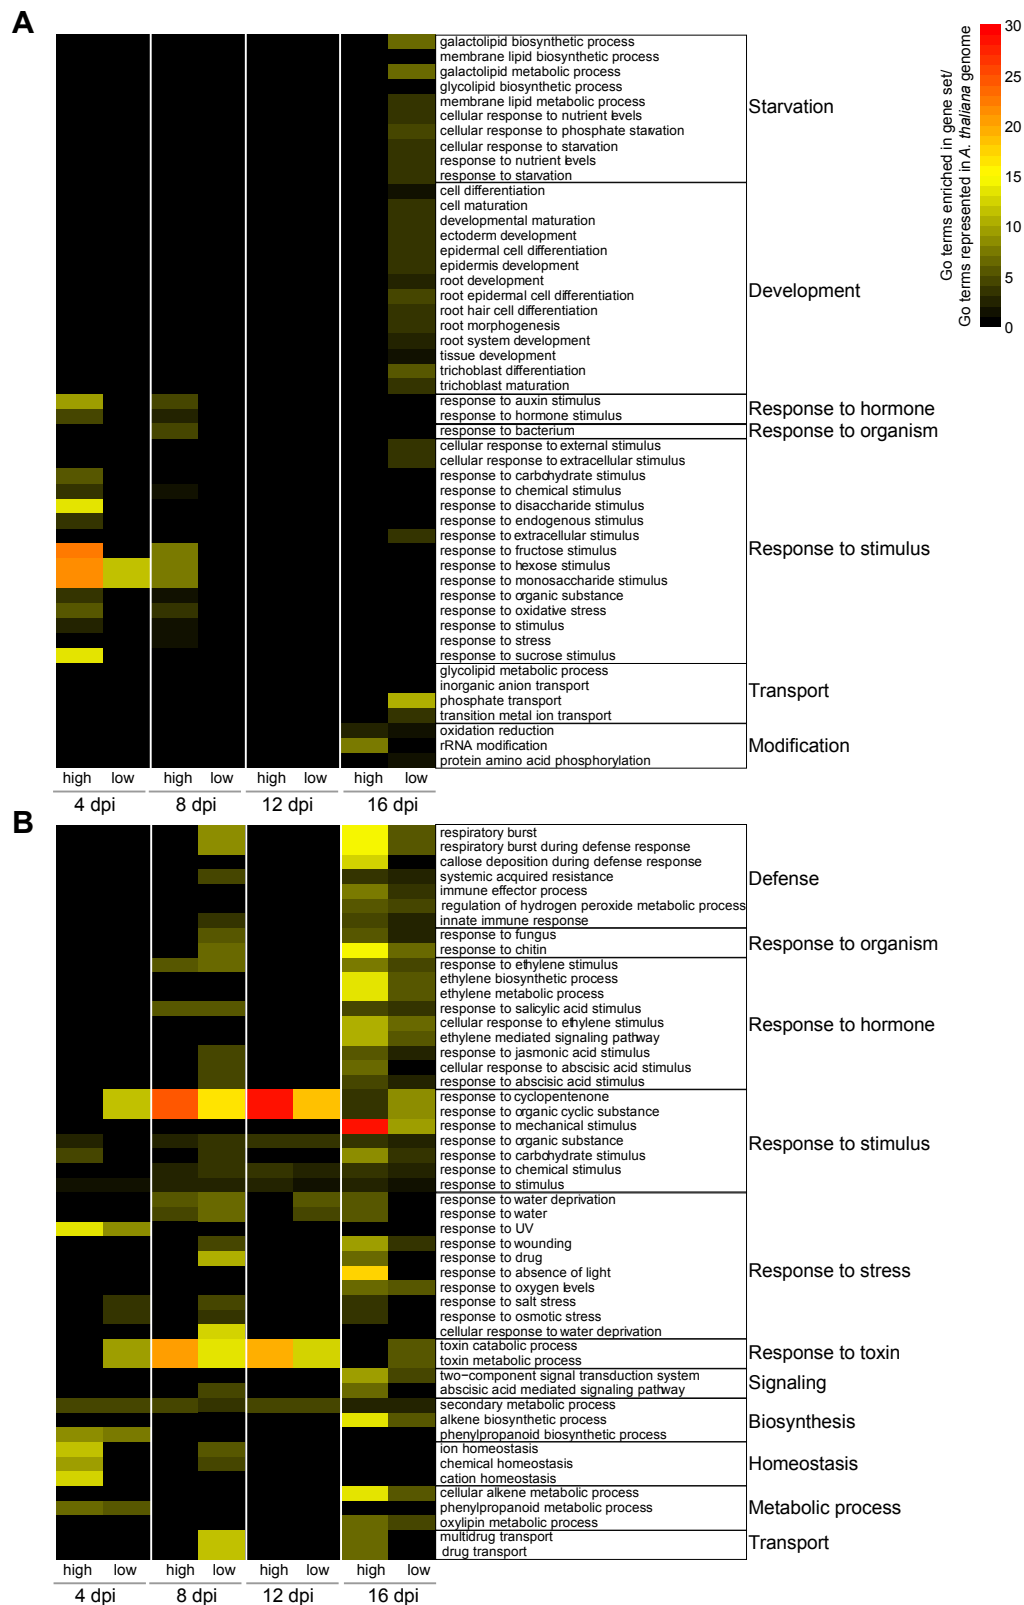 A
galactolipid biosynthetic process
membrane lipid biosynthetic process
galactolipid metabolic process
glycolipid biosynthetic process
membrane lipid metabolic process
cellular response to nutrient levels
cellular response to phosphate starvation
cellular response to starvation
response to nutrient levels
response to starvation
Starvation
cell differentiation
cell maturation
developmental maturation
ectoderm development
epidermal cell differentiation
epidermis development
root development
root epidermal cell differentiation
root hair cell differentiation
root morphogenesis
root system development
tissue development
trichoblast differentiation
trichoblast maturation
Development
response to auxin stimulus
response to hormone stimulus
Response to hormone
response to bacterium
Response to organism
cellular response to external stimulus
cellular response to extracellular stimulus
response to carbohydrate stimulus
response to chemical stimulus
response to disaccharide stimulus
response to endogenous stimulus
response to extracellular stimulus
response to fructose stimulus
response to hexose stimulus
response to monosaccharide stimulus
response to organic substance
response to oxidative stress
response to stimulus
response to stress
response to sucrose stimulus
Response to stimulus
glycolipid metabolic process
inorganic anion transport
phosphate transport
transition metal ion transport
Transport
oxidation reduction
rRNA modification
protein amino acid phosphorylation
Modification
high low high low high low high low
4 dpi 8 dpi 12 dpi 16 dpi
Go terms enriched in gene set/
Go terms represented in A. thaliana genome
30
25
20
15
10
5
0
B
respiratory burst
respiratory burst during defense response
callose deposition during defense response
systemic acquired resistance
immune effector process
regulation of hydrogen peroxide metabolic process
innate immune response
Defense
response to fungus
response to chitin
Response to organism
response to ethylene stimulus
ethylene biosynthetic process
ethylene metabolic process
response to salicylic acid stimulus
cellular response to ethylene stimulus
ethylene mediated signaling pathway
response to jasmonic acid stimulus
cellular response to abscisic acid stimulus
response to abscisic acid stimulus
Response to hormone
response to cyclopentenone
response to organic cyclic substance
response to mechanical stimulus
response to organic substance
response to carbohydrate stimulus
response to chemical stimulus
response to stimulus
Response to stimulus
response to water deprivation
response to water
response to UV
response to wounding
response to drug
response to absence of light
response to oxygen levels
response to salt stress
response to osmotic stress
cellular response to water deprivation
Response to stress
toxin catabolic process
toxin metabolic process
Response to toxin
two−component signal transduction system
abscisic acid mediated signaling pathway
Signaling
secondary metabolic process
alkene biosynthetic process
phenylpropanoid biosynthetic process
Biosynthesis
ion homeostasis
chemical homeostasis
cation homeostasis
Homeostasis
cellular alkene metabolic process
phenylpropanoid metabolic process
oxylipin metabolic process
Metabolic process
multidrug transport
drug transport
Transport
high low high low high low high low
4 dpi 8 dpi 12 dpi 16 dpi